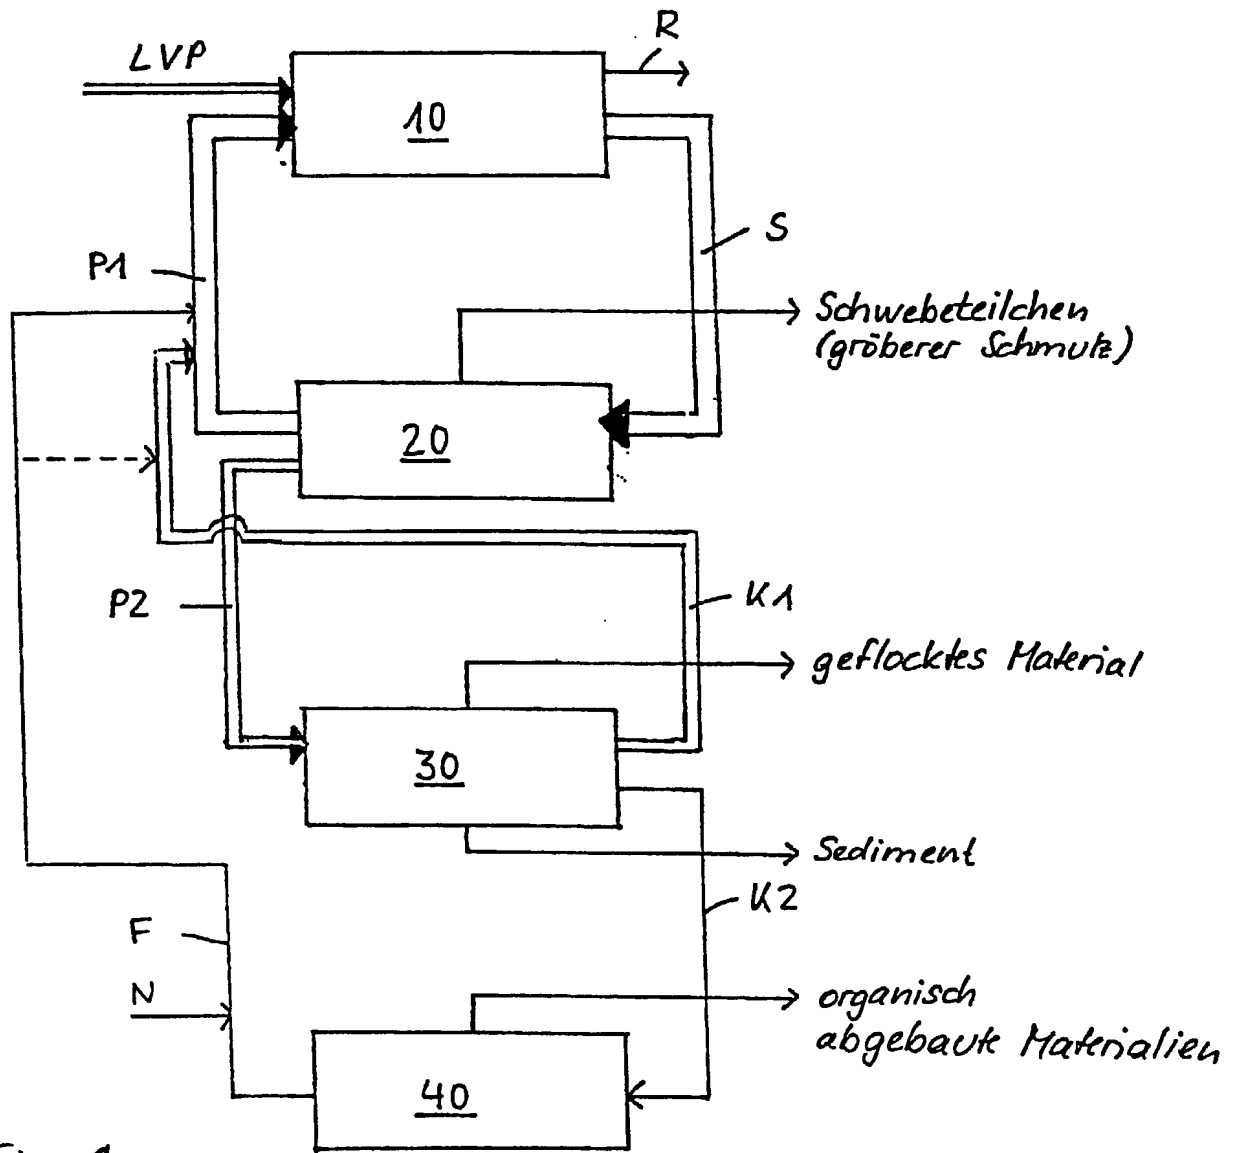 LVP
R
10
S
P1
Schwebeteilchen
(gröberer Schmutz)
20
P2
K1
geflocktes Material
30
Sediment
K2
F
N
organisch
abgebaute Materialien
40